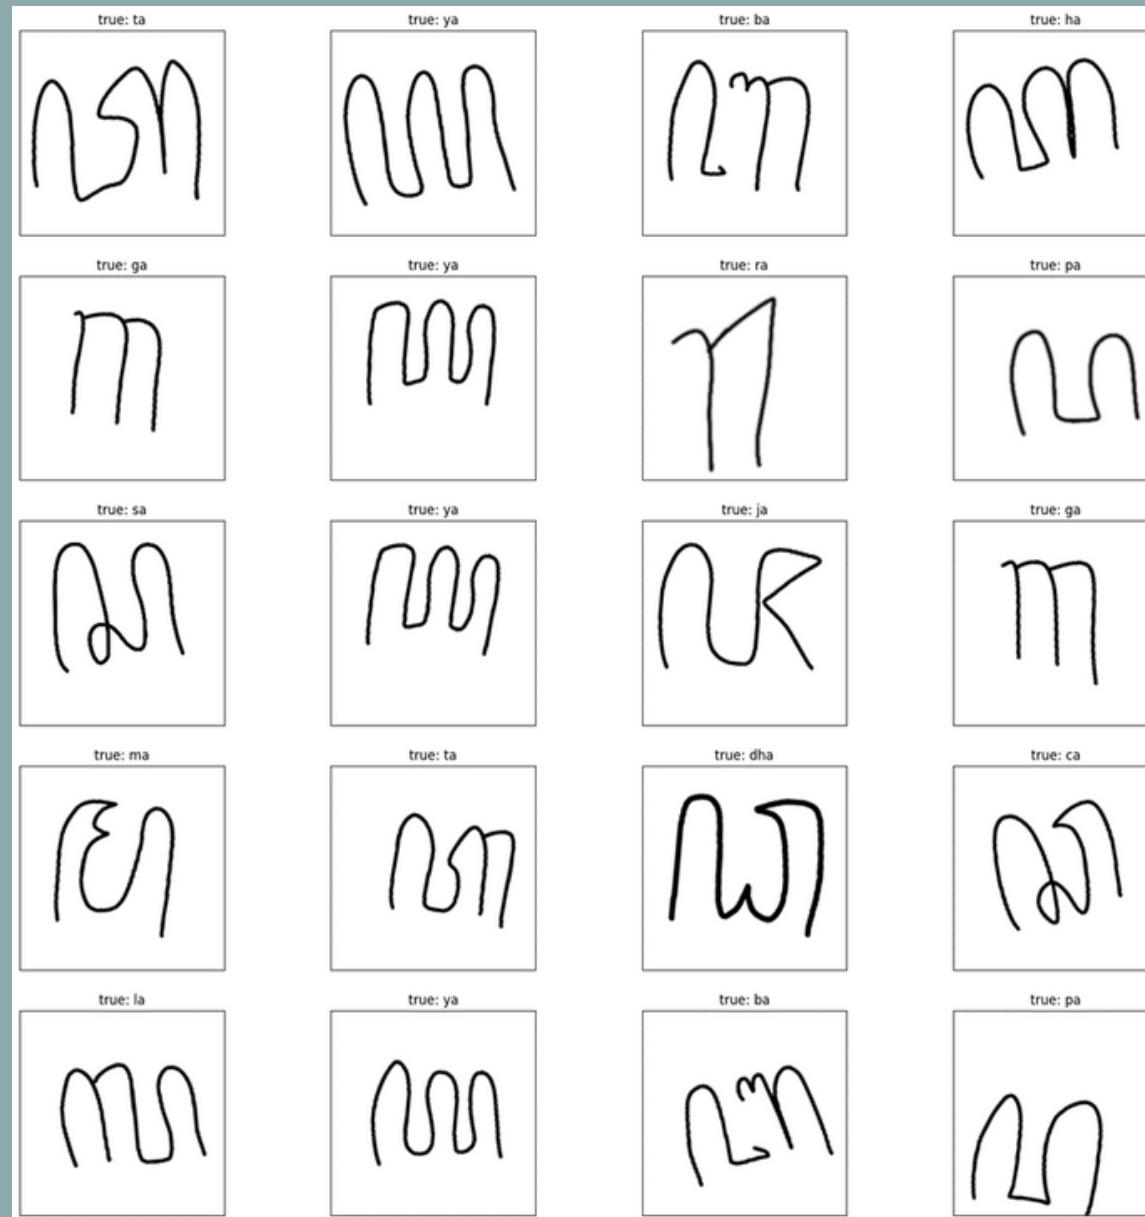 true: ta true: ya true: ba true: ha
ꦠ ꦪ ꦧ ꦲ
true: ga true: ya true: ra true: pa
ꦒ ꦪ ꦫ ꦥ
true: sa true: ya true: ja true: ga
ꦱ ꦪ ꦗ ꦒ
true: ma true: ta true: dha true: ca
ꦩ ꦠ ꦝ ꦕ
true: la true: ya true: ba true: pa
ꦭ ꦪ ꦧ ꦥ